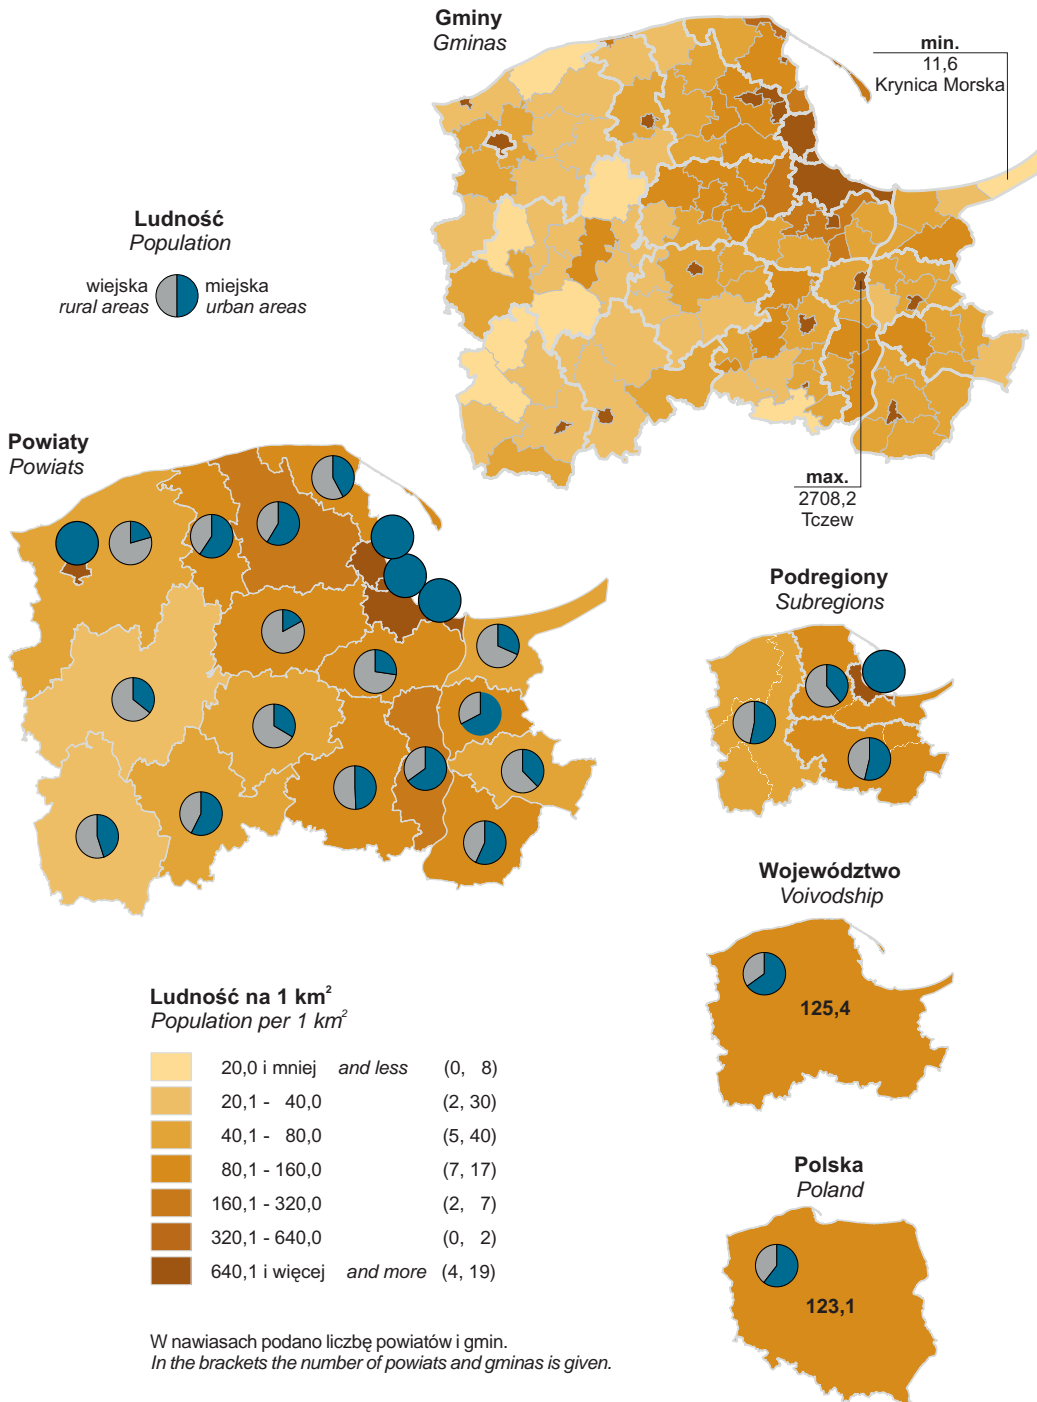 Gminy
Gminas
min.
11,6
Krynica Morska
Ludność
Population
wiejska miejska
rural areas urban areas
max.
2708,2
Tczew
Powiaty
Powiats
Podregiony
Subregions
Województwo
Voivodship
125,4
Ludność na 1 km²
Population per 1 km²
20,0 i mniej and less (0, 8)
20,1 - 40,0 (2, 30)
40,1 - 80,0 (5, 40)
80,1 - 160,0 (7, 17)
160,1 - 320,0 (2, 7)
320,1 - 640,0 (0, 2)
640,1 i więcej and more (4, 19)
Polska
Poland
123,1
W nawiasach podano liczbę powiatów i gmin.
In the brackets the number of powiats and gminas is given.